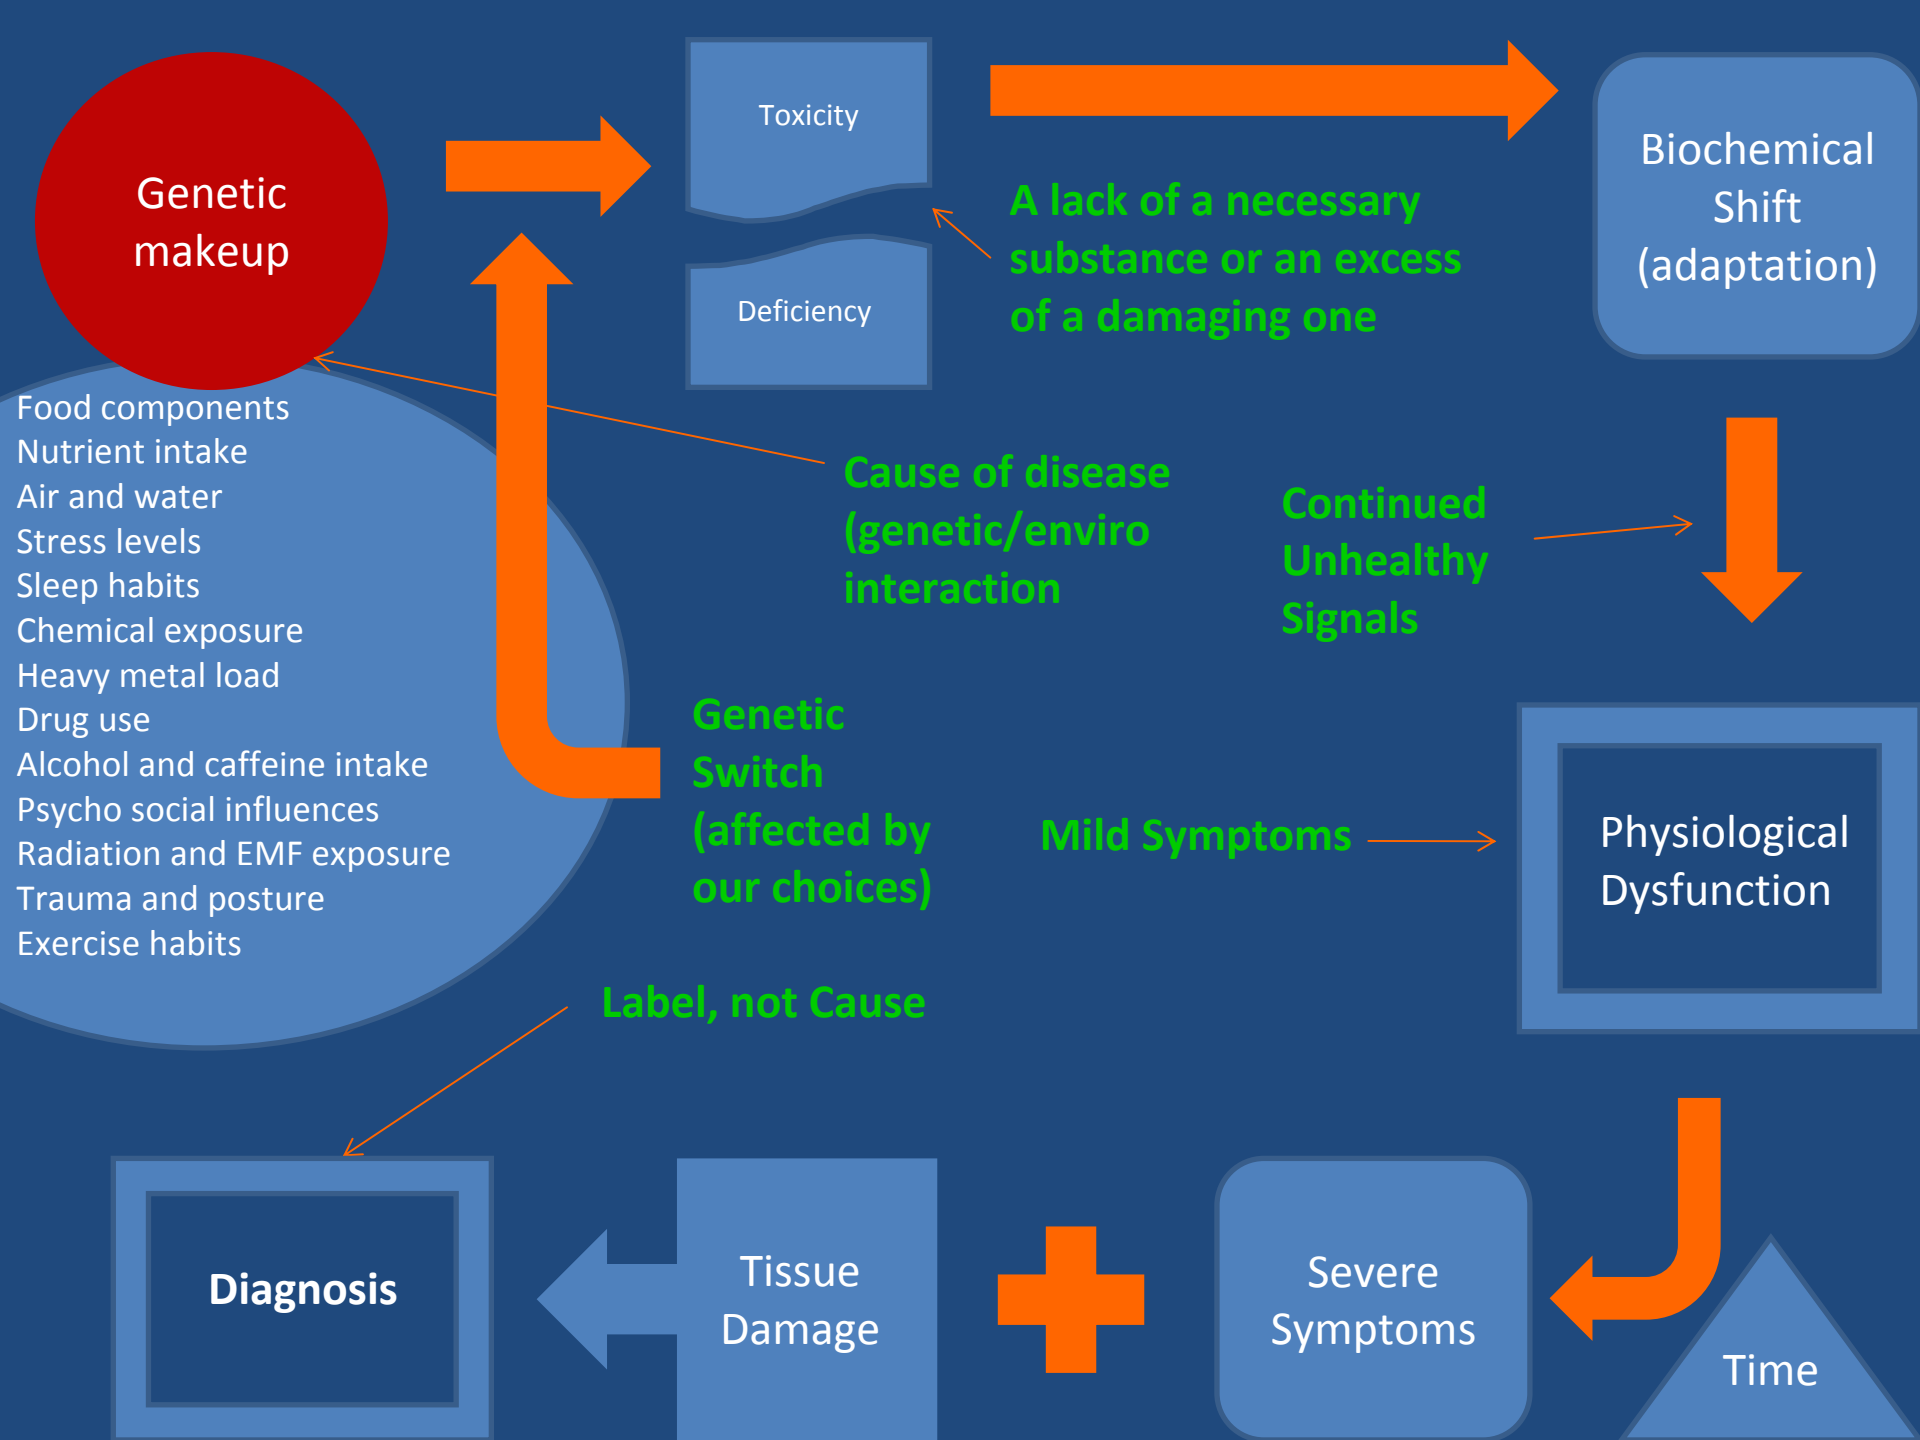 Genetic
makeup
Toxicity
Deficiency
A lack of a necessary
substance or an excess
of a damaging one
Biochemical
Shift
(adaptation)
Food components
Nutrient intake
Air and water
Stress levels
Sleep habits
Chemical exposure
Heavy metal load
Drug use
Alcohol and caffeine intake
Psycho social influences
Radiation and EMF exposure
Trauma and posture
Exercise habits
Cause of disease
(genetic/enviro
interaction
Continued
Unhealthy
Signals
Genetic
Switch
(affected by
our choices)
Mild Symptoms
Physiological
Dysfunction
Label, not Cause
Diagnosis
Tissue
Damage
Severe
Symptoms
Time